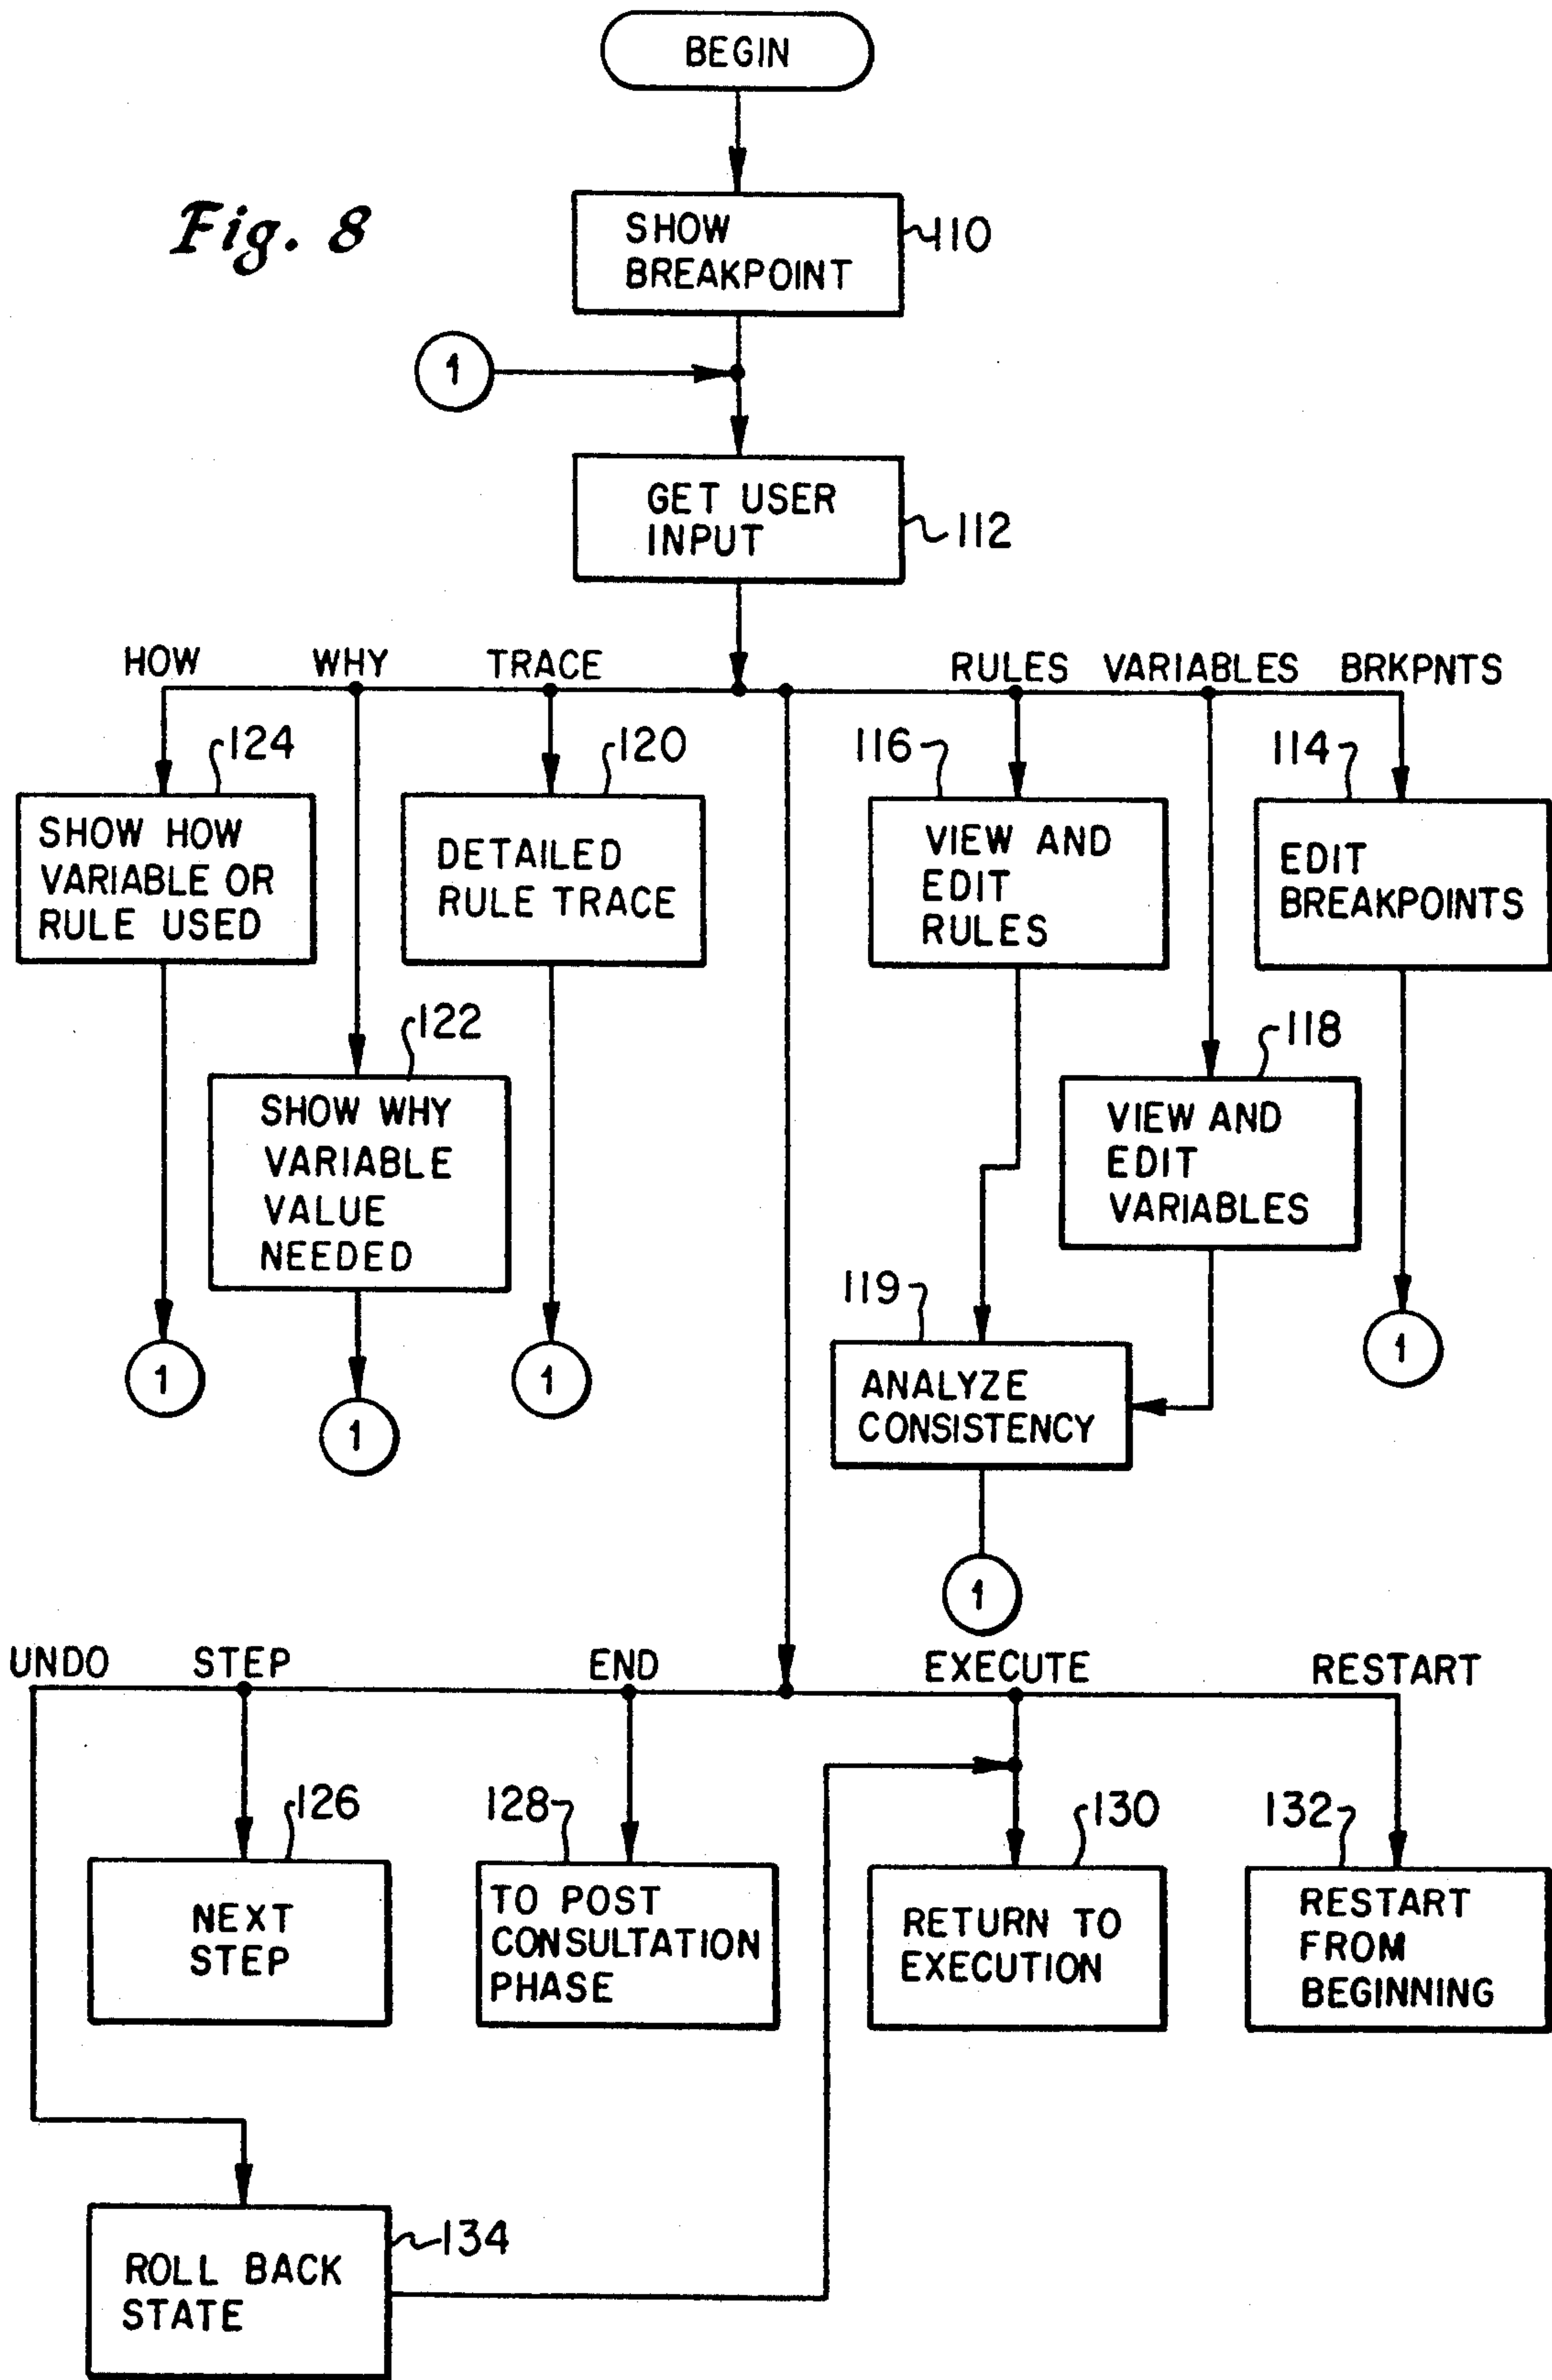 BEGIN
Fig. 8
SHOW
BREAKPOINT
110
1
GET USER
INPUT
112
HOW
WHY
TRACE
RULES
VARIABLES
BRKPNTS
124
120
116
114
SHOW HOW
VARIABLE OR
RULE USED
DETAILED
RULE TRACE
VIEW AND
EDIT
RULES
EDIT
BREAKPOINTS
122
118
SHOW WHY
VARIABLE
VALUE
NEEDED
VIEW AND
EDIT
VARIABLES
119
1
1
1
1
ANALYZE
CONSISTENCY
1
UNDO
STEP
END
EXECUTE
RESTART
126
128
130
132
NEXT
STEP
TO POST
CONSULTATION
PHASE
RETURN TO
EXECUTION
RESTART
FROM
BEGINNING
134
ROLL BACK
STATE